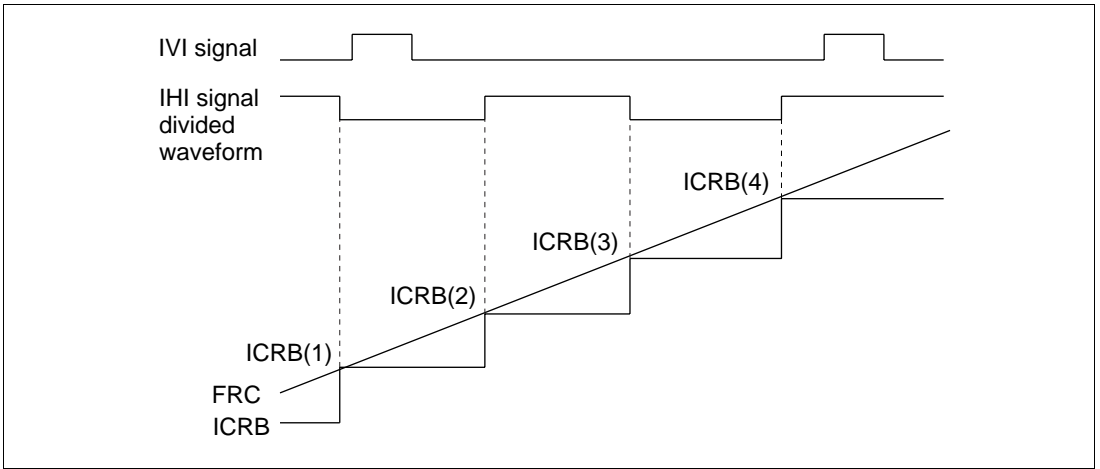 IVI signal
IHI signal
divided
waveform
ICRB(4)
ICRB(3)
ICRB(2)
ICRB(1)
FRC
ICRB